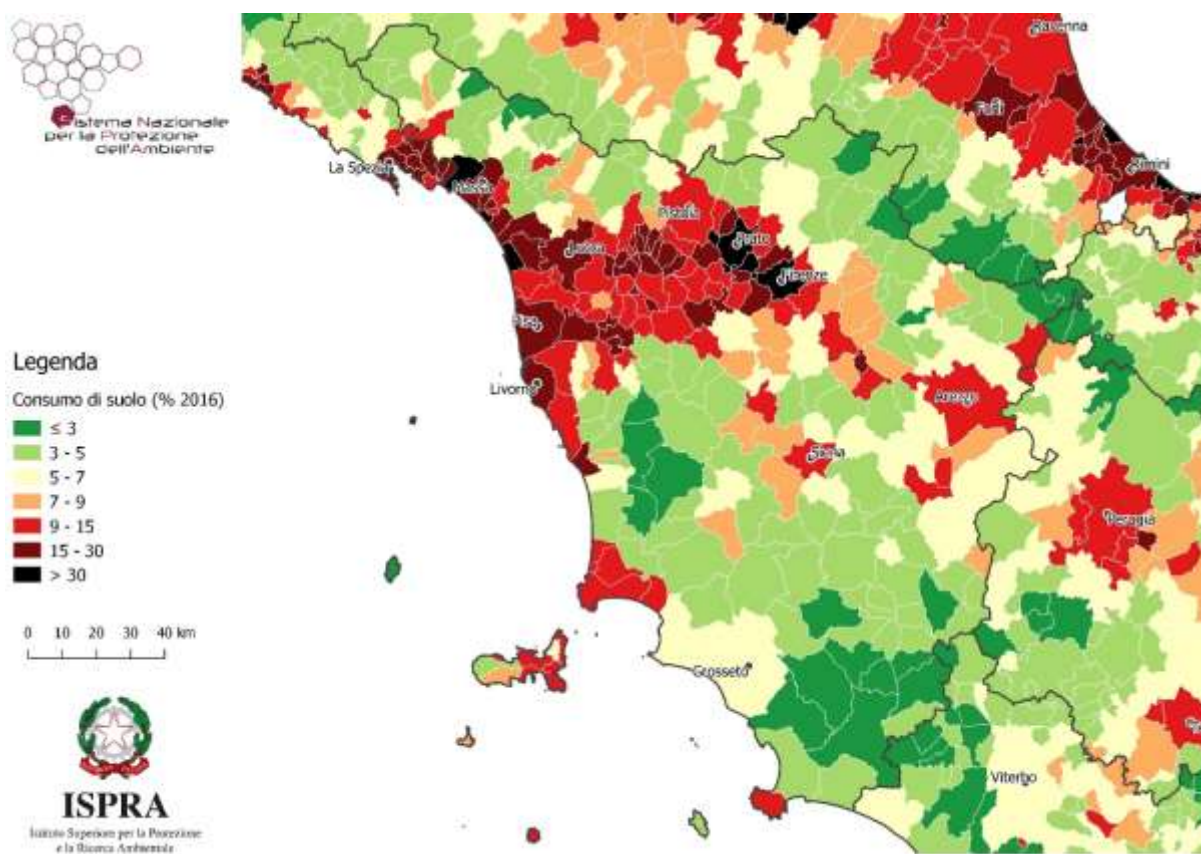 Sistema Nazionale
per la Protezione
dell'Ambiente
Ravenna
Forlì
Rimini
La Spezia
Massa
Pistoia
Lucca
Prato
Firenze
Pisa
Livorno
Arezzo
Siena
Perugia
Grosseto
Viterbo
Legenda
Consumo di suolo (% 2016)
≤ 3
3 - 5
5 - 7
7 - 9
9 - 15
15 - 30
> 30
0 10 20 30 40 km
ISPRA
Istituto Superiore per la Protezione
e la Ricerca Ambientale